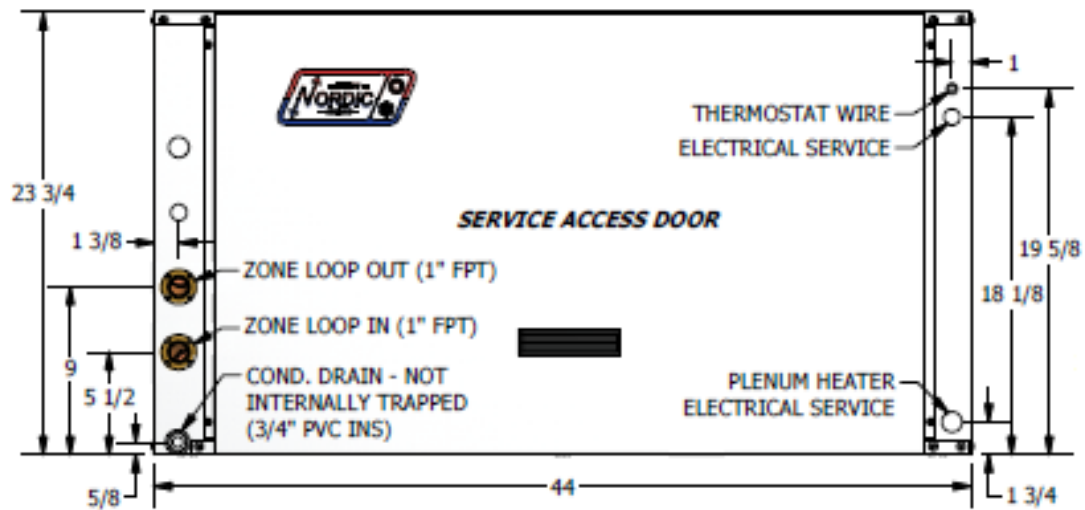 NORDIC
1
THERMOSTAT WIRE
ELECTRICAL SERVICE
23 3/4
SERVICE ACCESS DOOR
1 3/8
19 5/8
ZONE LOOP OUT (1" FPT)
18 1/8
ZONE LOOP IN (1" FPT)
9
COND. DRAIN - NOT
INTERNALLY TRAPPED
(3/4" PVC INS)
5 1/2
PLENUM HEATER
ELECTRICAL SERVICE
5/8
44
1 3/4